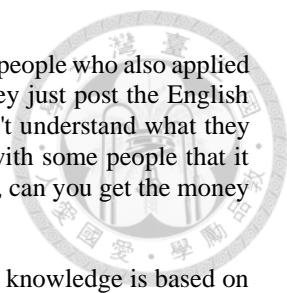 people who also applied
ey just post the English
't understand what they
with some people that it
, can you get the money
knowledge is based on